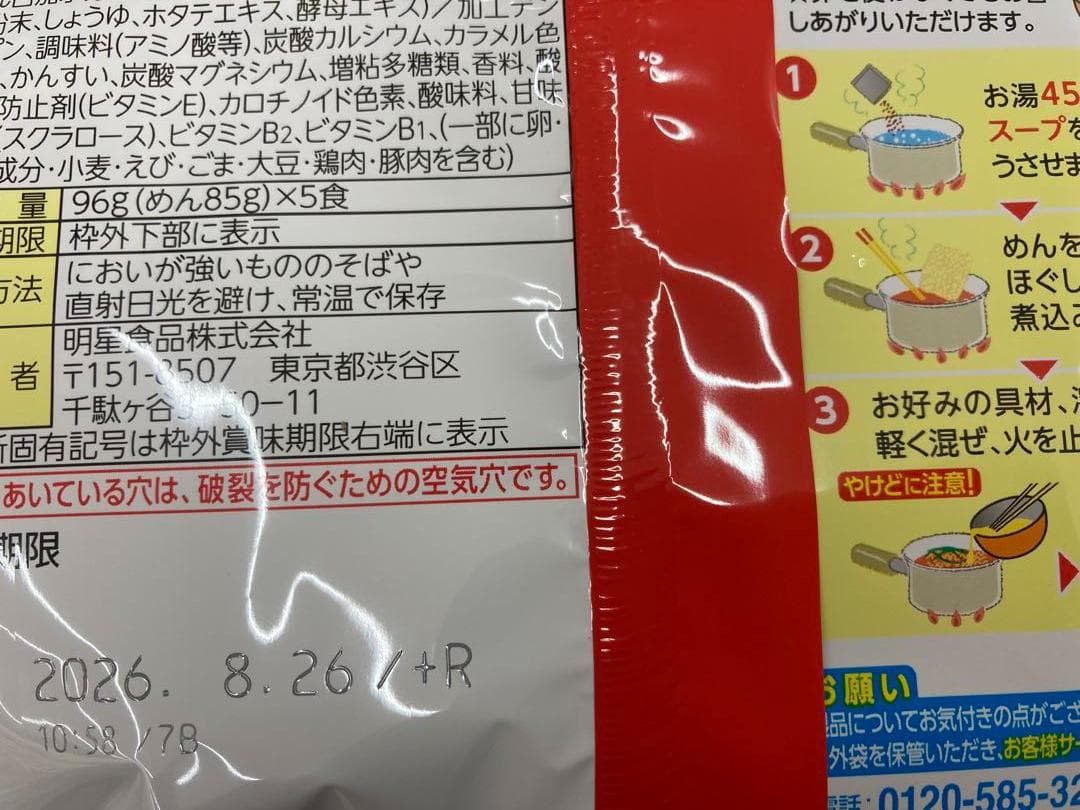 粉末、しょうゆ、ホタテエキス、酵母エキス)/加工デン
プン、調味料(アミノ酸等)、炭酸カルシウム、カラメル色
、かんすい、炭酸マグネシウム、増粘多糖類、香料、酸
防止剤(ビタミンE)、カロチノイド色素、酸味料、甘味
(スクラロース)、ビタミンB2、ビタミンB1、(一部に卵・
成分・小麦・えび・ごま・大豆・鶏肉・豚肉を含む)
量 96g(めん85g)×5食
期限 枠外下部に表示
方法 においが強いもののそばや
直射日光を避け、常温で保存
者 明星食品株式会社
〒151-8507 東京都渋谷区
千駄ヶ谷3-50-11
所固有記号は枠外賞味期限右端に表示
あいている穴は、破裂を防ぐための空気穴です。
期限
2026. 8.26/+R
10:58 /7B
しあがりいただけます。
1
お湯45
スープを
うさせま
2
めんを
ほぐし
煮込み
3
お好みの具材、
軽く混ぜ、火を止
やけどに注意!
お願い
製品についてお気付きの点がござ
外袋を保管いただき、お客様サー
電話:0120-585-32